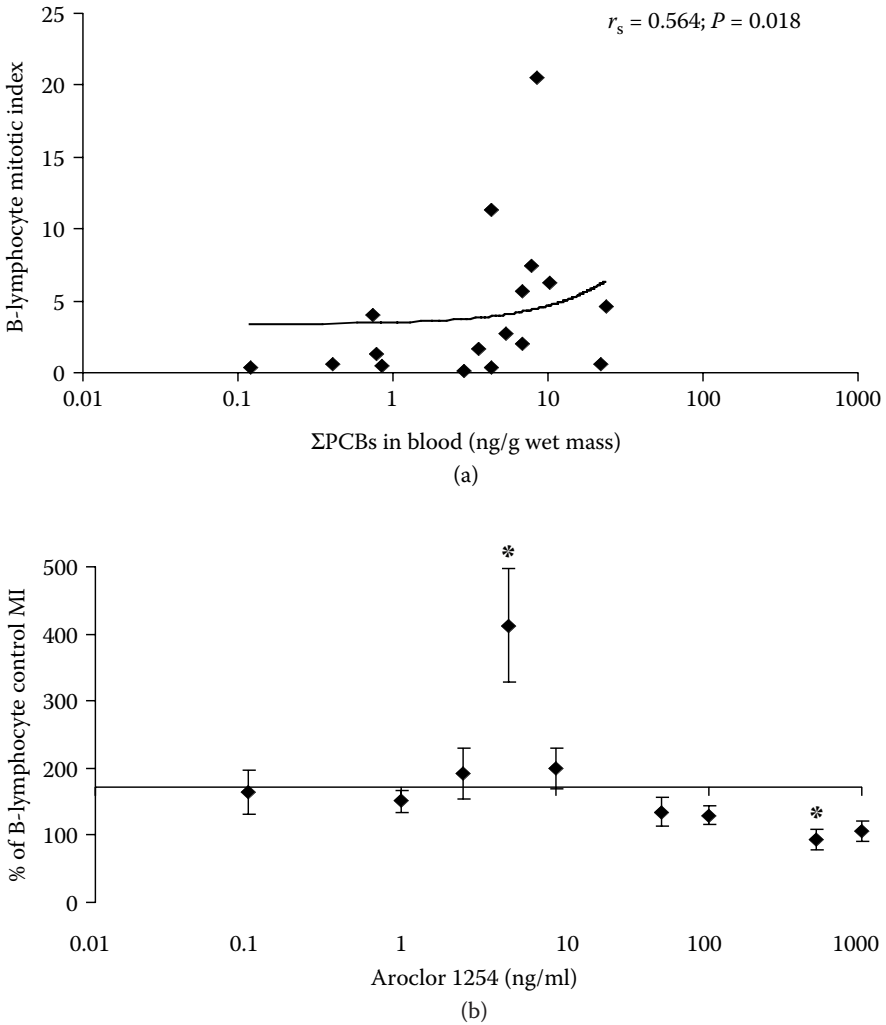 r_s = 0.564; P = 0.018
B-lymphocyte mitotic index
25
20
15
10
5
0
0.01 0.1 1 10 100 1000
ΣPCBs in blood (ng/g wet mass)
(a)
% of B-lymphocyte control MI
500
400
300
200
100
0
*
*
0.01 0.1 1 10 100 1000
Aroclor 1254 (ng/ml)
(b)